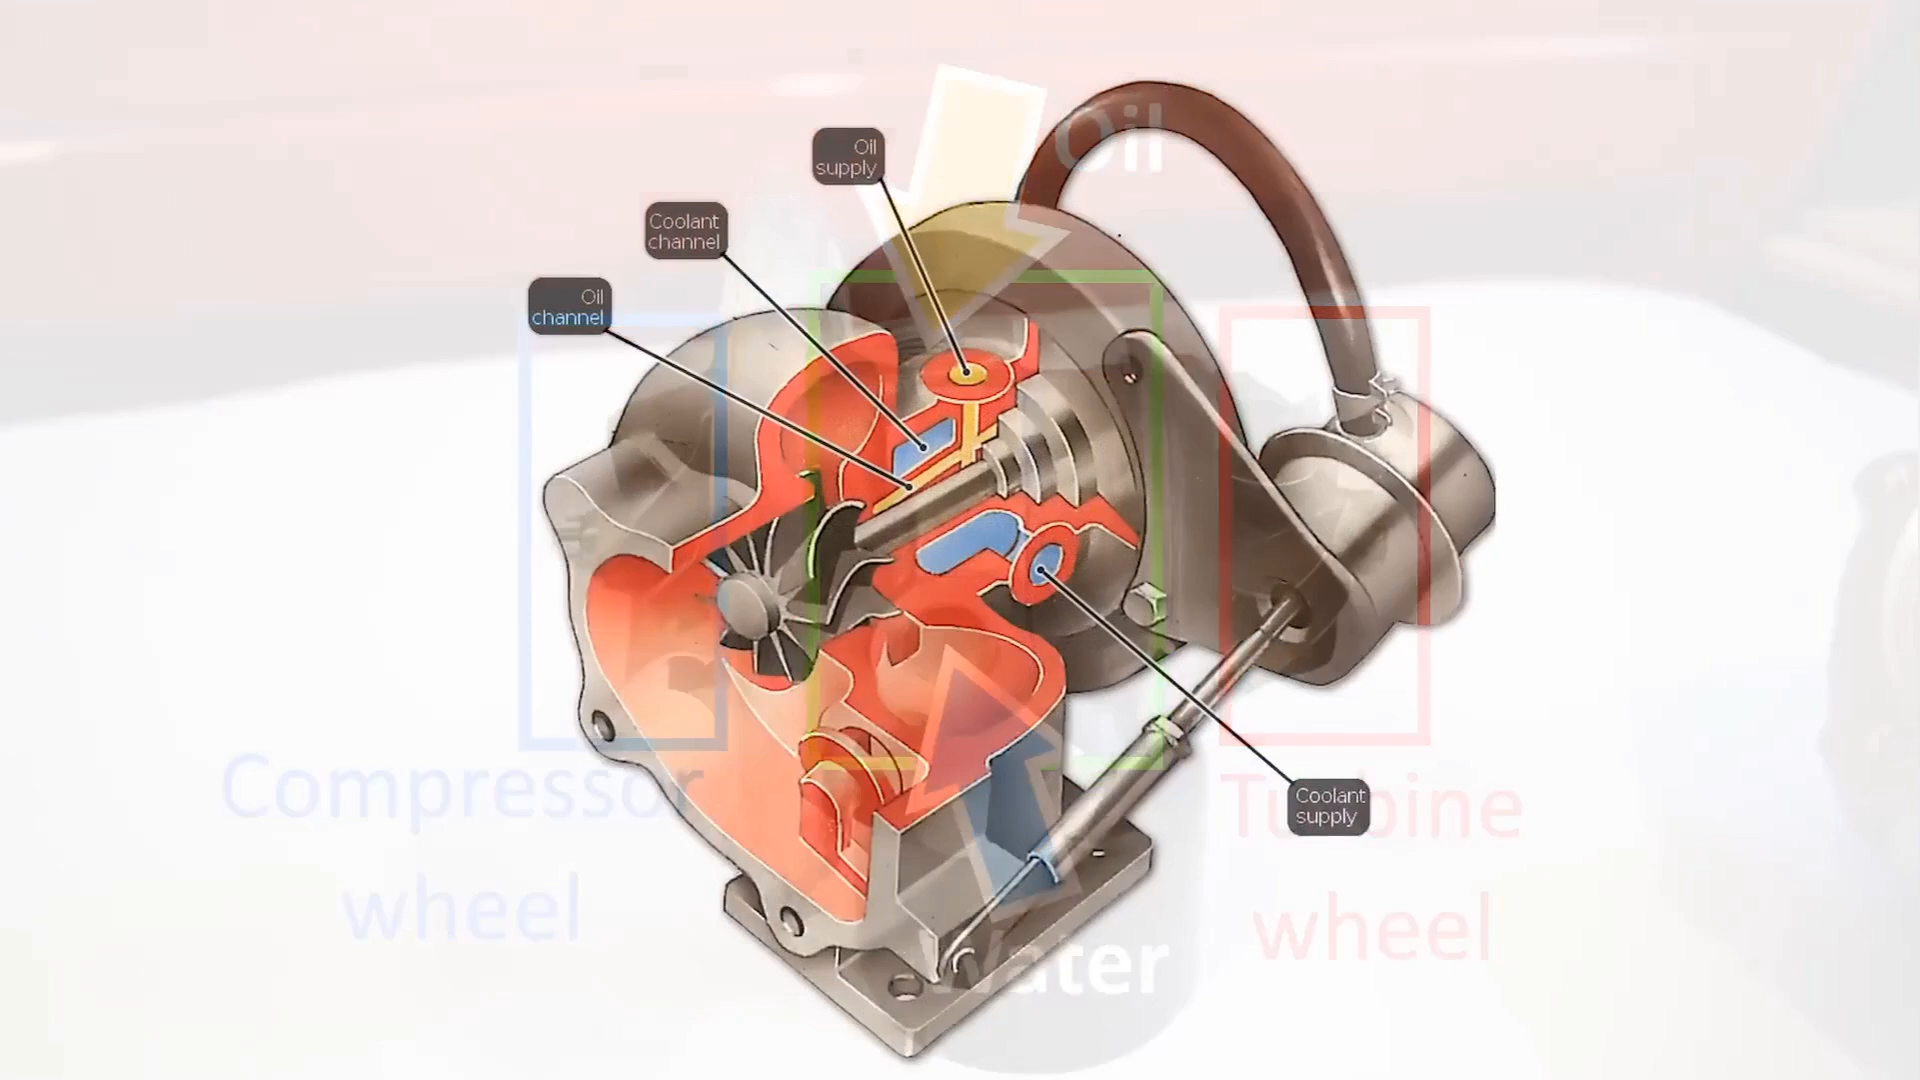 Oil
Oil
supply
Coolant
channel
Oil
channel
Compressor
wheel
Turbine
wheel
Coolant
supply
Water